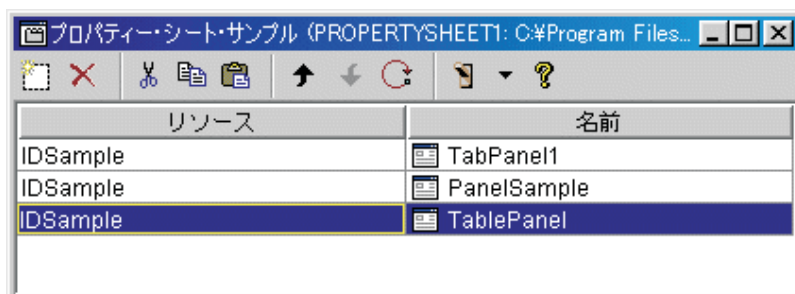 プロパティー・シート・サンプル (PROPERTYSHEET1: C:¥Program Files...
リソース 名前
IDSample TabPanel1
IDSample PanelSample
IDSample TablePanel